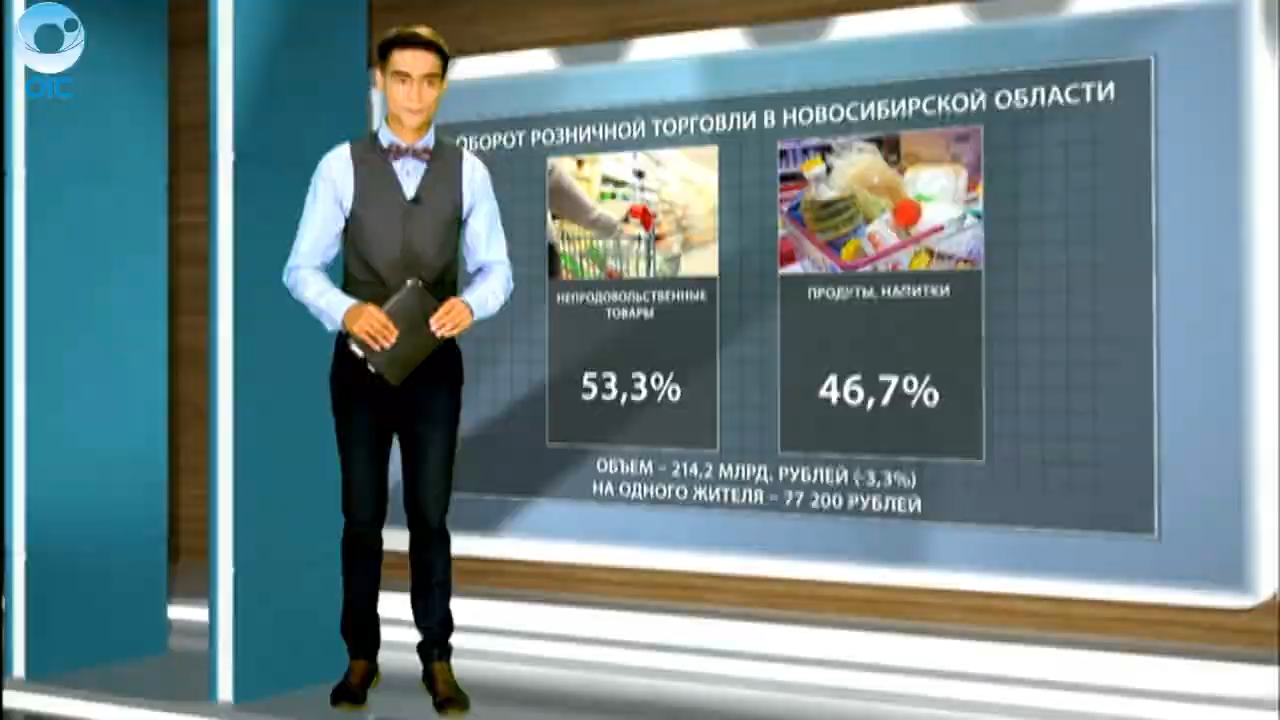 ОТС
ОБОРОТ РОЗНИЧНОЙ ТОРГОВЛИ В НОВОСИБИРСКОЙ ОБЛАСТИ
НЕПРОДОВОЛЬСТВЕННЫЕ
ТОВАРЫ
53,3%
ПРОДУТЫ, НАПИТКИ
46,7%
ОБЪЕМ – 214,2 МЛРД. РУБЛЕЙ (-3,3%)
НА ОДНОГО ЖИТЕЛЯ – 77 200 РУБЛЕЙ